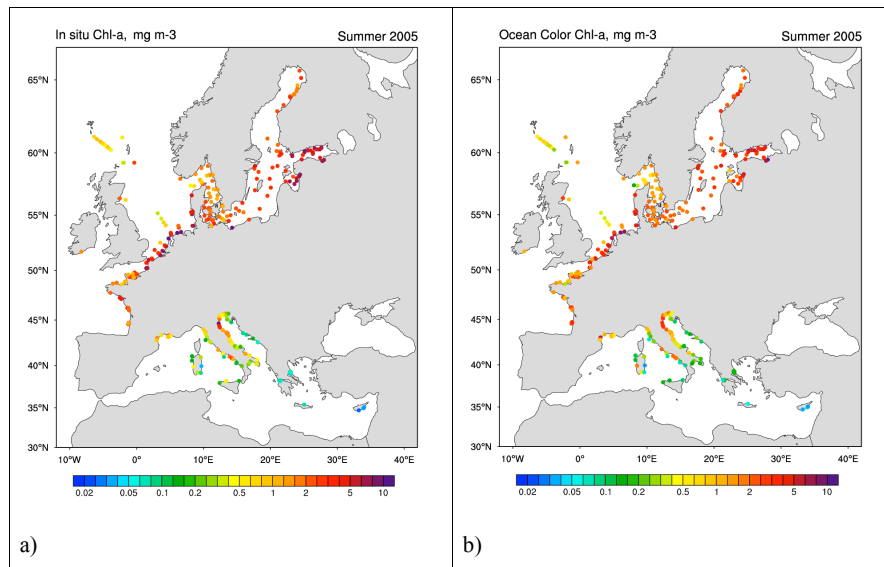 In situ Chl-a, mg m-3 Summer 2005
65°N
60°N
55°N
50°N
45°N
40°N
35°N
30°N
10°W 0° 10°E 20°E 30°E 40°E
0.02 0.05 0.1 0.2 0.5 1 2 5 10
a)
Ocean Color Chl-a, mg m-3 Summer 2005
65°N
60°N
55°N
50°N
45°N
40°N
35°N
30°N
10°W 0° 10°E 20°E 30°E 40°E
0.02 0.05 0.1 0.2 0.5 1 2 5 10
b)